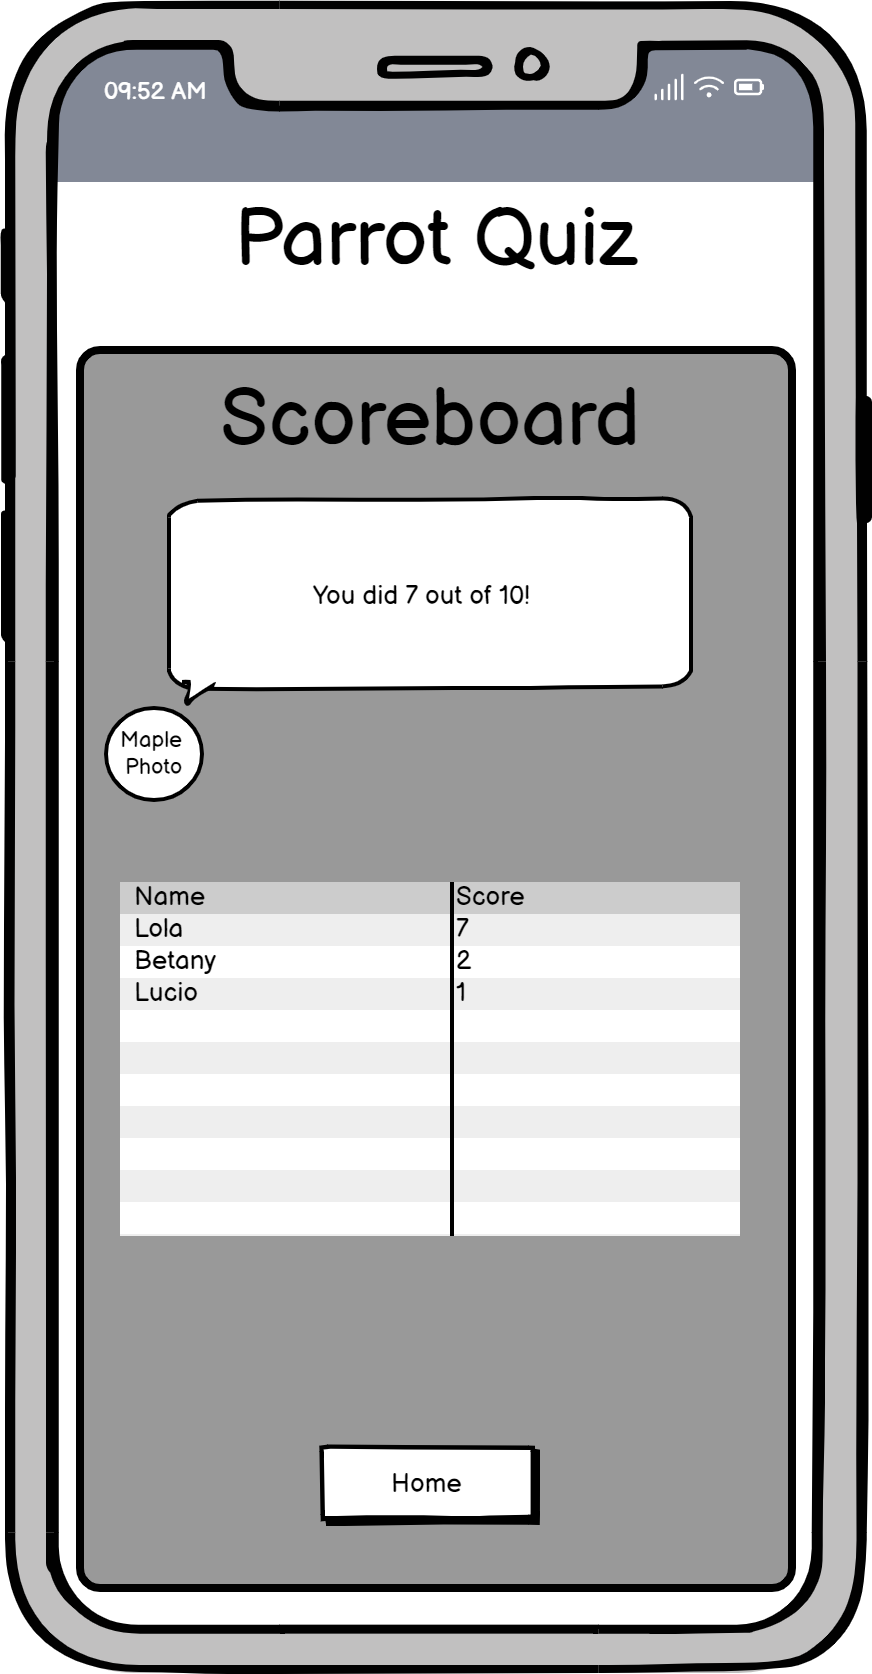 09:52 AM
Parrot Quiz
Scoreboard
You did 7 out of 10!
Maple
Photo
Name Score
Lola 7
Betany 2
Lucio 1
Home